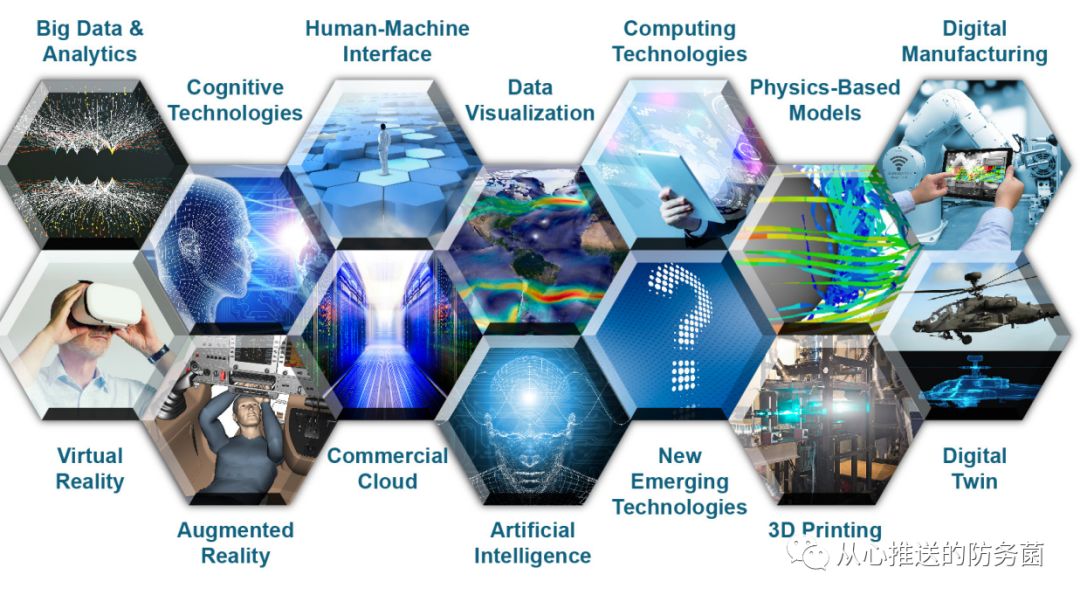 Big Data &
Analytics
Cognitive
Technologies
Human-Machine
Interface
Data
Visualization
Computing
Technologies
Physics-Based
Models
Digital
Manufacturing
Virtual
Reality
Augmented
Reality
Commercial
Cloud
Artificial
Intelligence
New
Emerging
Technologies
3D Printing
Digital
Twin
从心推送的防务菌